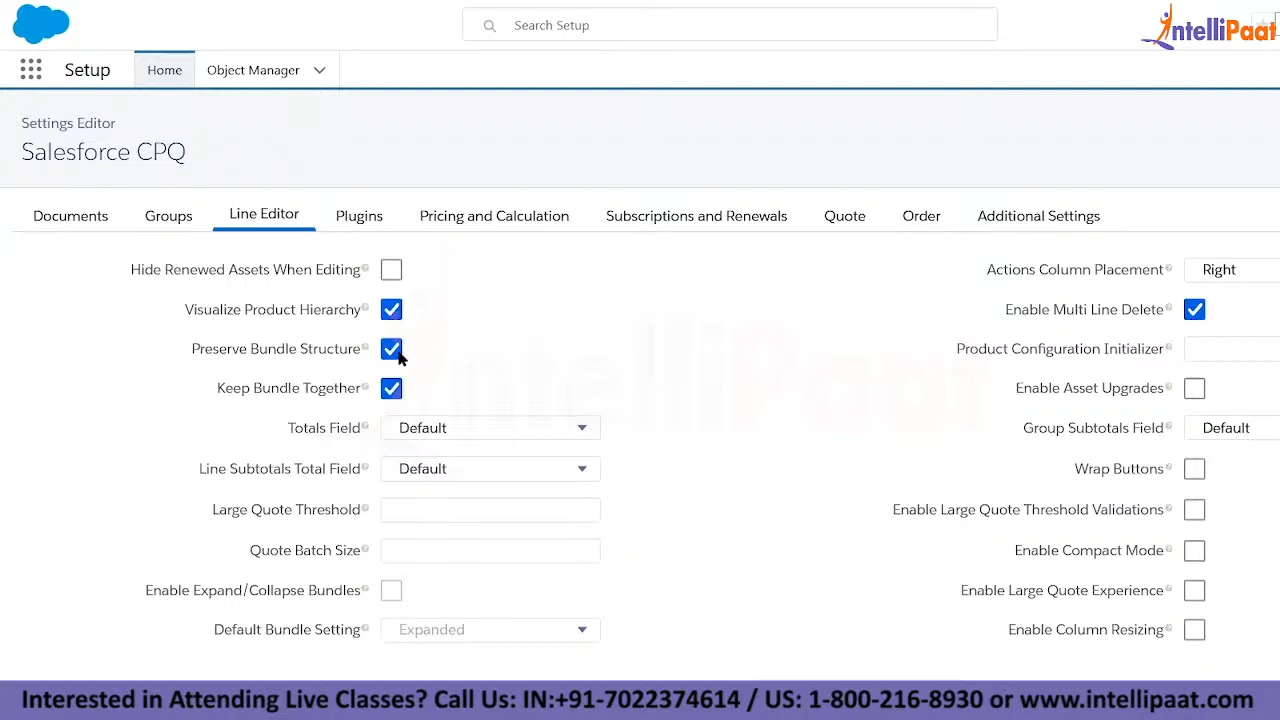 Search Setup
IntelliPaat
Setup
Home
Object Manager
Settings Editor
Salesforce CPQ
Documents
Groups
Line Editor
Plugins
Pricing and Calculation
Subscriptions and Renewals
Quote
Order
Additional Settings
Hide Renewed Assets When Editing
Actions Column Placement
Right
Visualize Product Hierarchy
Enable Multi Line Delete
Preserve Bundle Structure
Product Configuration Initializer
Keep Bundle Together
Enable Asset Upgrades
IntelliPaat
Totals Field
Default
Group Subtotals Field
Default
Line Subtotals Total Field
Default
Wrap Buttons
Large Quote Threshold
Enable Large Quote Threshold Validations
Quote Batch Size
Enable Compact Mode
Enable Expand/Collapse Bundles
Enable Large Quote Experience
Default Bundle Setting
Expanded
Enable Column Resizing
Interested in Attending Live Classes? Call Us: IN:+91-7022374614 / US: 1-800-216-8930 or www.intellipaat.com